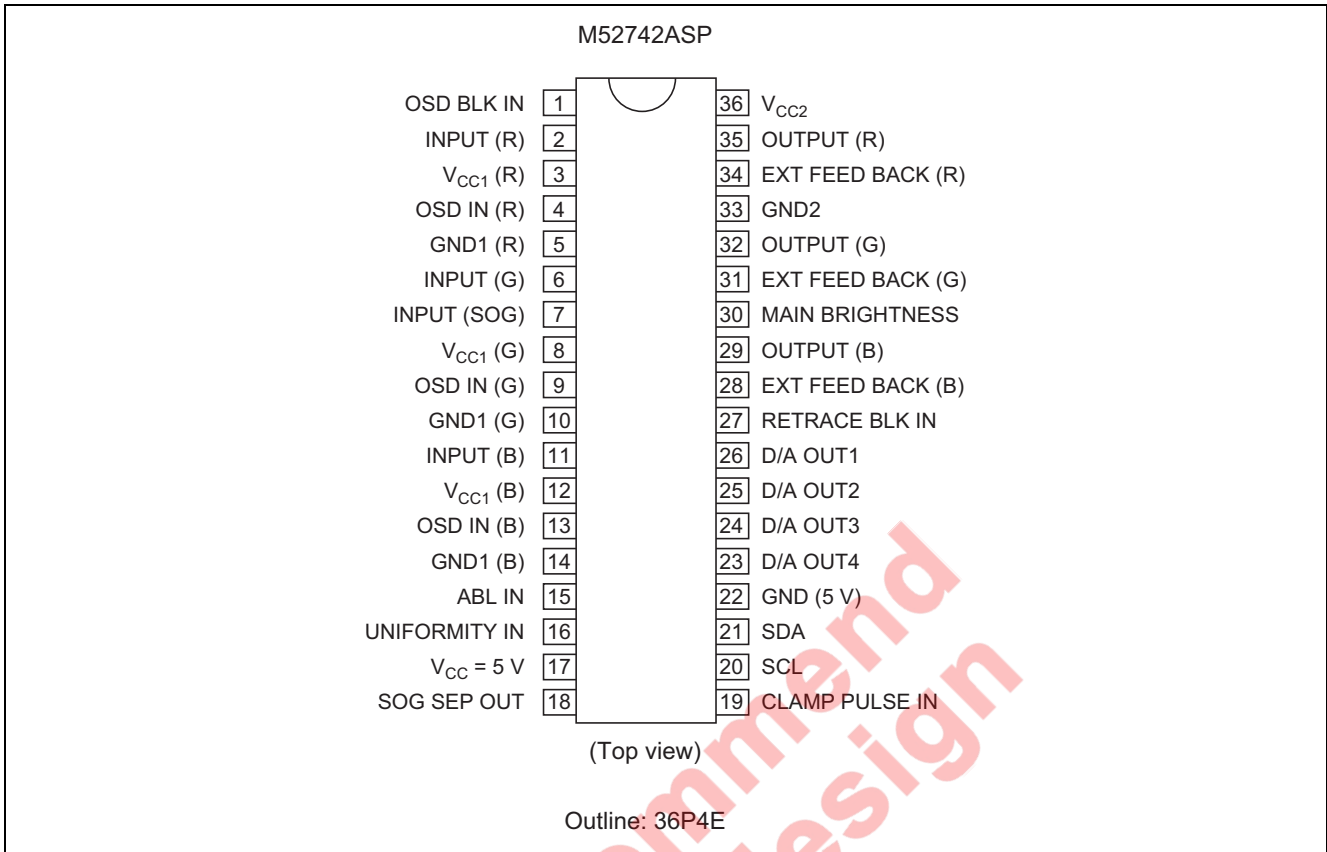 M52742ASP
OSD BLK IN 1 36 VCC2
INPUT (R) 2 35 OUTPUT (R)
VCC1 (R) 3 34 EXT FEED BACK (R)
OSD IN (R) 4 33 GND2
GND1 (R) 5 32 OUTPUT (G)
INPUT (G) 6 31 EXT FEED BACK (G)
INPUT (SOG) 7 30 MAIN BRIGHTNESS
VCC1 (G) 8 29 OUTPUT (B)
OSD IN (G) 9 28 EXT FEED BACK (B)
GND1 (G) 10 27 RETRACE BLK IN
INPUT (B) 11 26 D/A OUT1
VCC1 (B) 12 25 D/A OUT2
OSD IN (B) 13 24 D/A OUT3
GND1 (B) 14 23 D/A OUT4
ABL IN 15 22 GND (5 V)
UNIFORMITY IN 16 21 SDA
VCC = 5 V 17 20 SCL
SOG SEP OUT 18 19 CLAMP PULSE IN
(Top view)
Outline: 36P4E